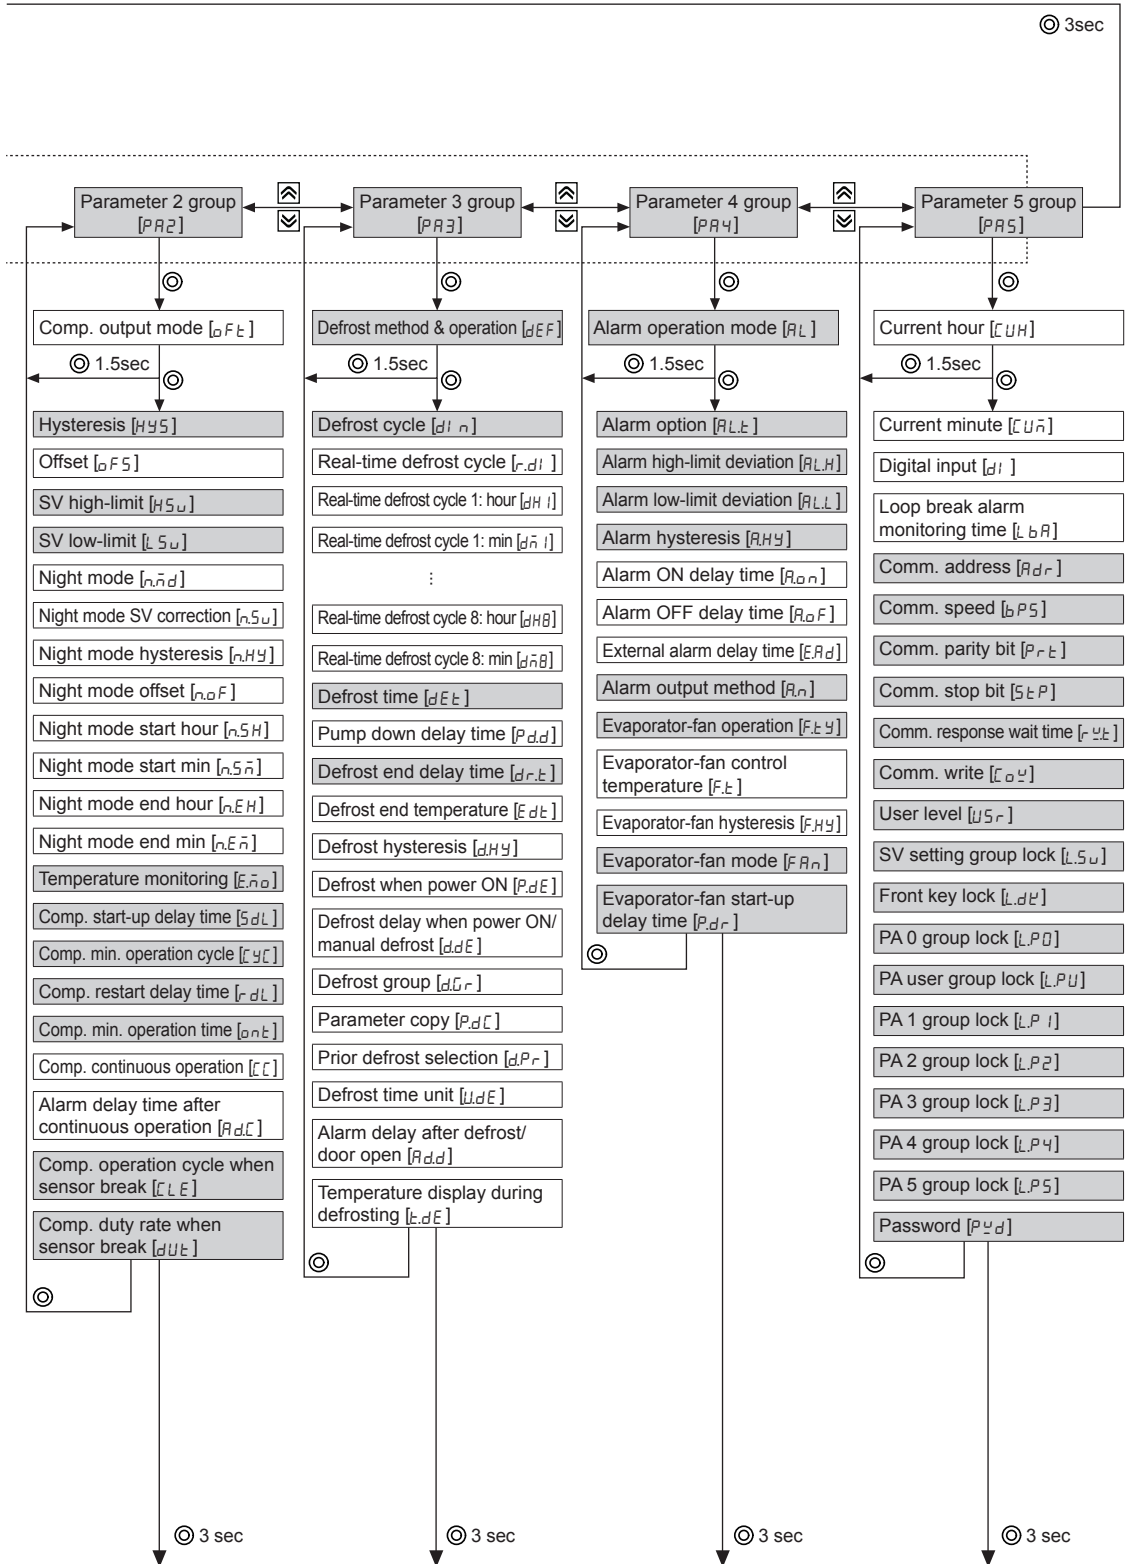 ◎ 3sec
Parameter 2 group
[PA2]
Parameter 3 group
[PA3]
Parameter 4 group
[PA4]
Parameter 5 group
[PA5]
◎
◎
◎
◎
Comp. output mode [oFt]
◎ 1.5sec
◎
Hysteresis [HYS]
Offset [oFS]
SV high-limit [HSv]
SV low-limit [LSv]
Night mode [n.md]
Night mode SV correction [n.Sv]
Night mode hysteresis [n.HY]
Night mode offset [n.oF]
Night mode start hour [n.SH]
Night mode start min [n.Sm]
Night mode end hour [n.EH]
Night mode end min [n.Em]
Temperature monitoring [E.mo]
Comp. start-up delay time [SdL]
Comp. min. operation cycle [CYC]
Comp. restart delay time [rdL]
Comp. min. operation time [ont]
Comp. continuous operation [CC]
Alarm delay time after
continuous operation [Ad.C]
Comp. operation cycle when
sensor break [CLE]
Comp. duty rate when
sensor break [dUt]
◎
◎ 3 sec
Defrost method & operation [dEF]
◎ 1.5sec
◎
Defrost cycle [dIn]
Real-time defrost cycle [r.dI]
Real-time defrost cycle 1: hour [dH1]
Real-time defrost cycle 1: min [dm1]
⋮
Real-time defrost cycle 8: hour [dH8]
Real-time defrost cycle 8: min [dm8]
Defrost time [dEt]
Pump down delay time [Pd.d]
Defrost end delay time [dr.t]
Defrost end temperature [Edt]
Defrost hysteresis [d.HY]
Defrost when power ON [P.dE]
Defrost delay when power ON/
manual defrost [d.dE]
Defrost group [d.Gr]
Parameter copy [P.dC]
Prior defrost selection [d.Pr]
Defrost time unit [U.dE]
Alarm delay after defrost/
door open [Ad.d]
Temperature display during
defrosting [t.dE]
◎
◎ 3 sec
Alarm operation mode [AL]
◎ 1.5sec
◎
Alarm option [AL.t]
Alarm high-limit deviation [AL.H]
Alarm low-limit deviation [AL.L]
Alarm hysteresis [A.HY]
Alarm ON delay time [A.on]
Alarm OFF delay time [A.oF]
External alarm delay time [E.Ad]
Alarm output method [A.n]
Evaporator-fan operation [F.tY]
Evaporator-fan control
temperature [F.t]
Evaporator-fan hysteresis [F.HY]
Evaporator-fan mode [FAn]
Evaporator-fan start-up
delay time [P.dr]
◎
◎ 3 sec
Current hour [CUH]
◎ 1.5sec
◎
Current minute [CUm]
Digital input [dI]
Loop break alarm
monitoring time [LbA]
Comm. address [Adr]
Comm. speed [bPS]
Comm. parity bit [Prt]
Comm. stop bit [StP]
Comm. response wait time [rW.t]
Comm. write [CoW]
User level [USr]
SV setting group lock [L.Sv]
Front key lock [L.dK]
PA 0 group lock [L.P0]
PA user group lock [L.PU]
PA 1 group lock [L.P1]
PA 2 group lock [L.P2]
PA 3 group lock [L.P3]
PA 4 group lock [L.P4]
PA 5 group lock [L.P5]
Password [PWd]
◎
◎ 3 sec